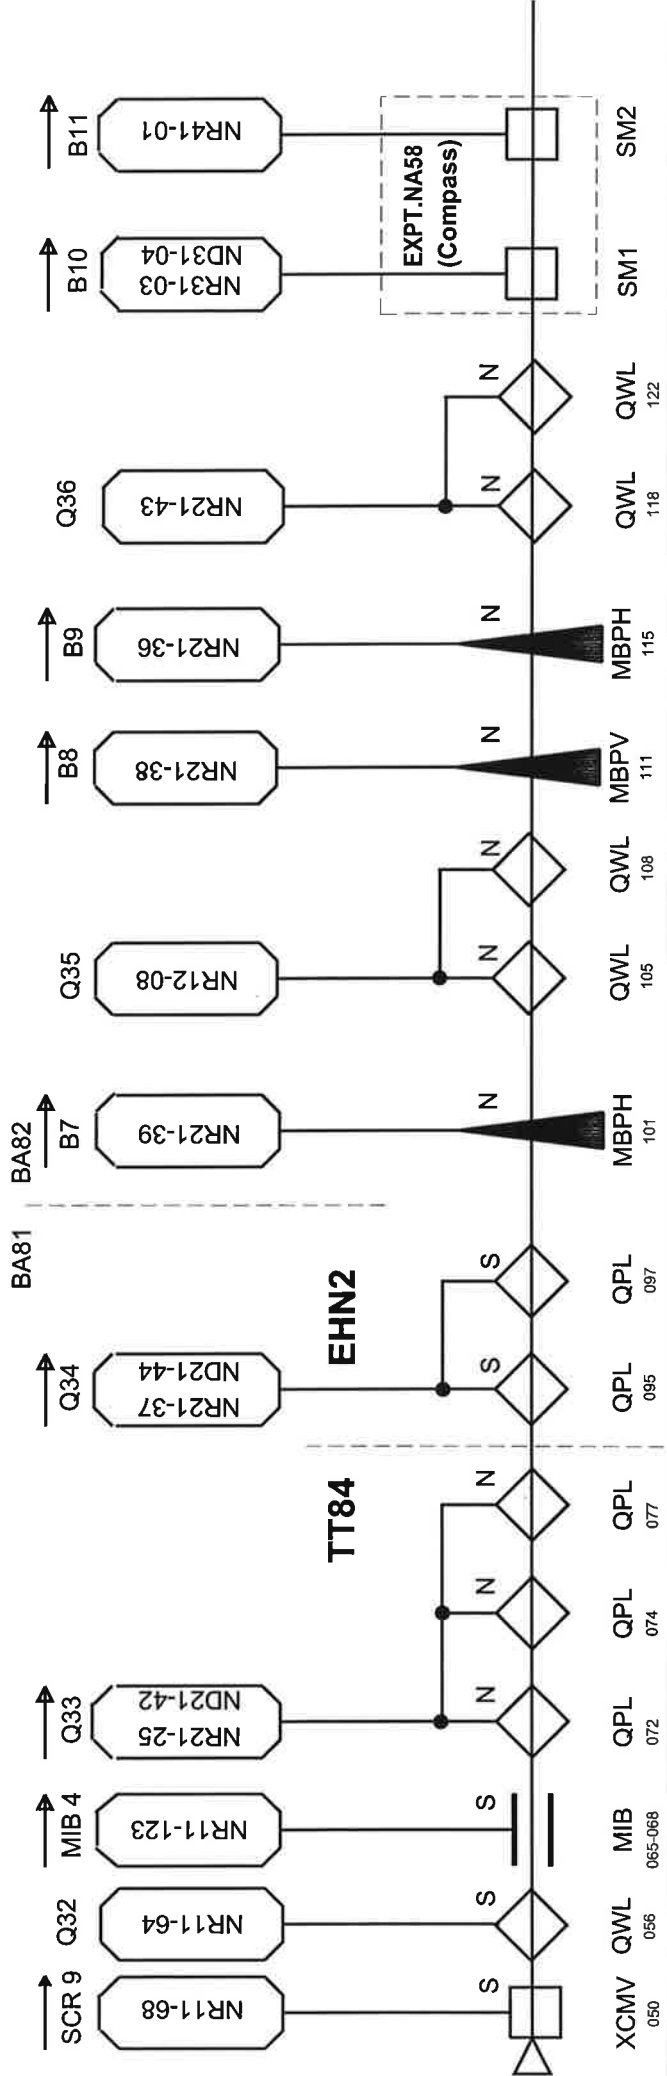 BA81
BA82
SCR 9
Q32
MIB 4
Q33
Q34
B7
Q35
B8
B9
Q36
B10
B11
NR11-68
NR11-64
NR11-123
NR21-25
ND21-42
NR21-37
ND21-44
NR21-39
NR12-08
NR21-38
NR21-36
NR21-43
NR31-03
ND31-04
NR41-01
TT84
EHN2
EXPT.NA58
(Compass)
S
S
S
N
N
N
S
S
N
N
N
N
N
N
N
XCMV
050
QWL
056
MIB
065-068
QPL
072
QPL
074
QPL
077
QPL
095
QPL
097
MBPH
101
QWL
105
QWL
108
MBPV
111
MBPH
115
QWL
118
QWL
122
SM1
SM2